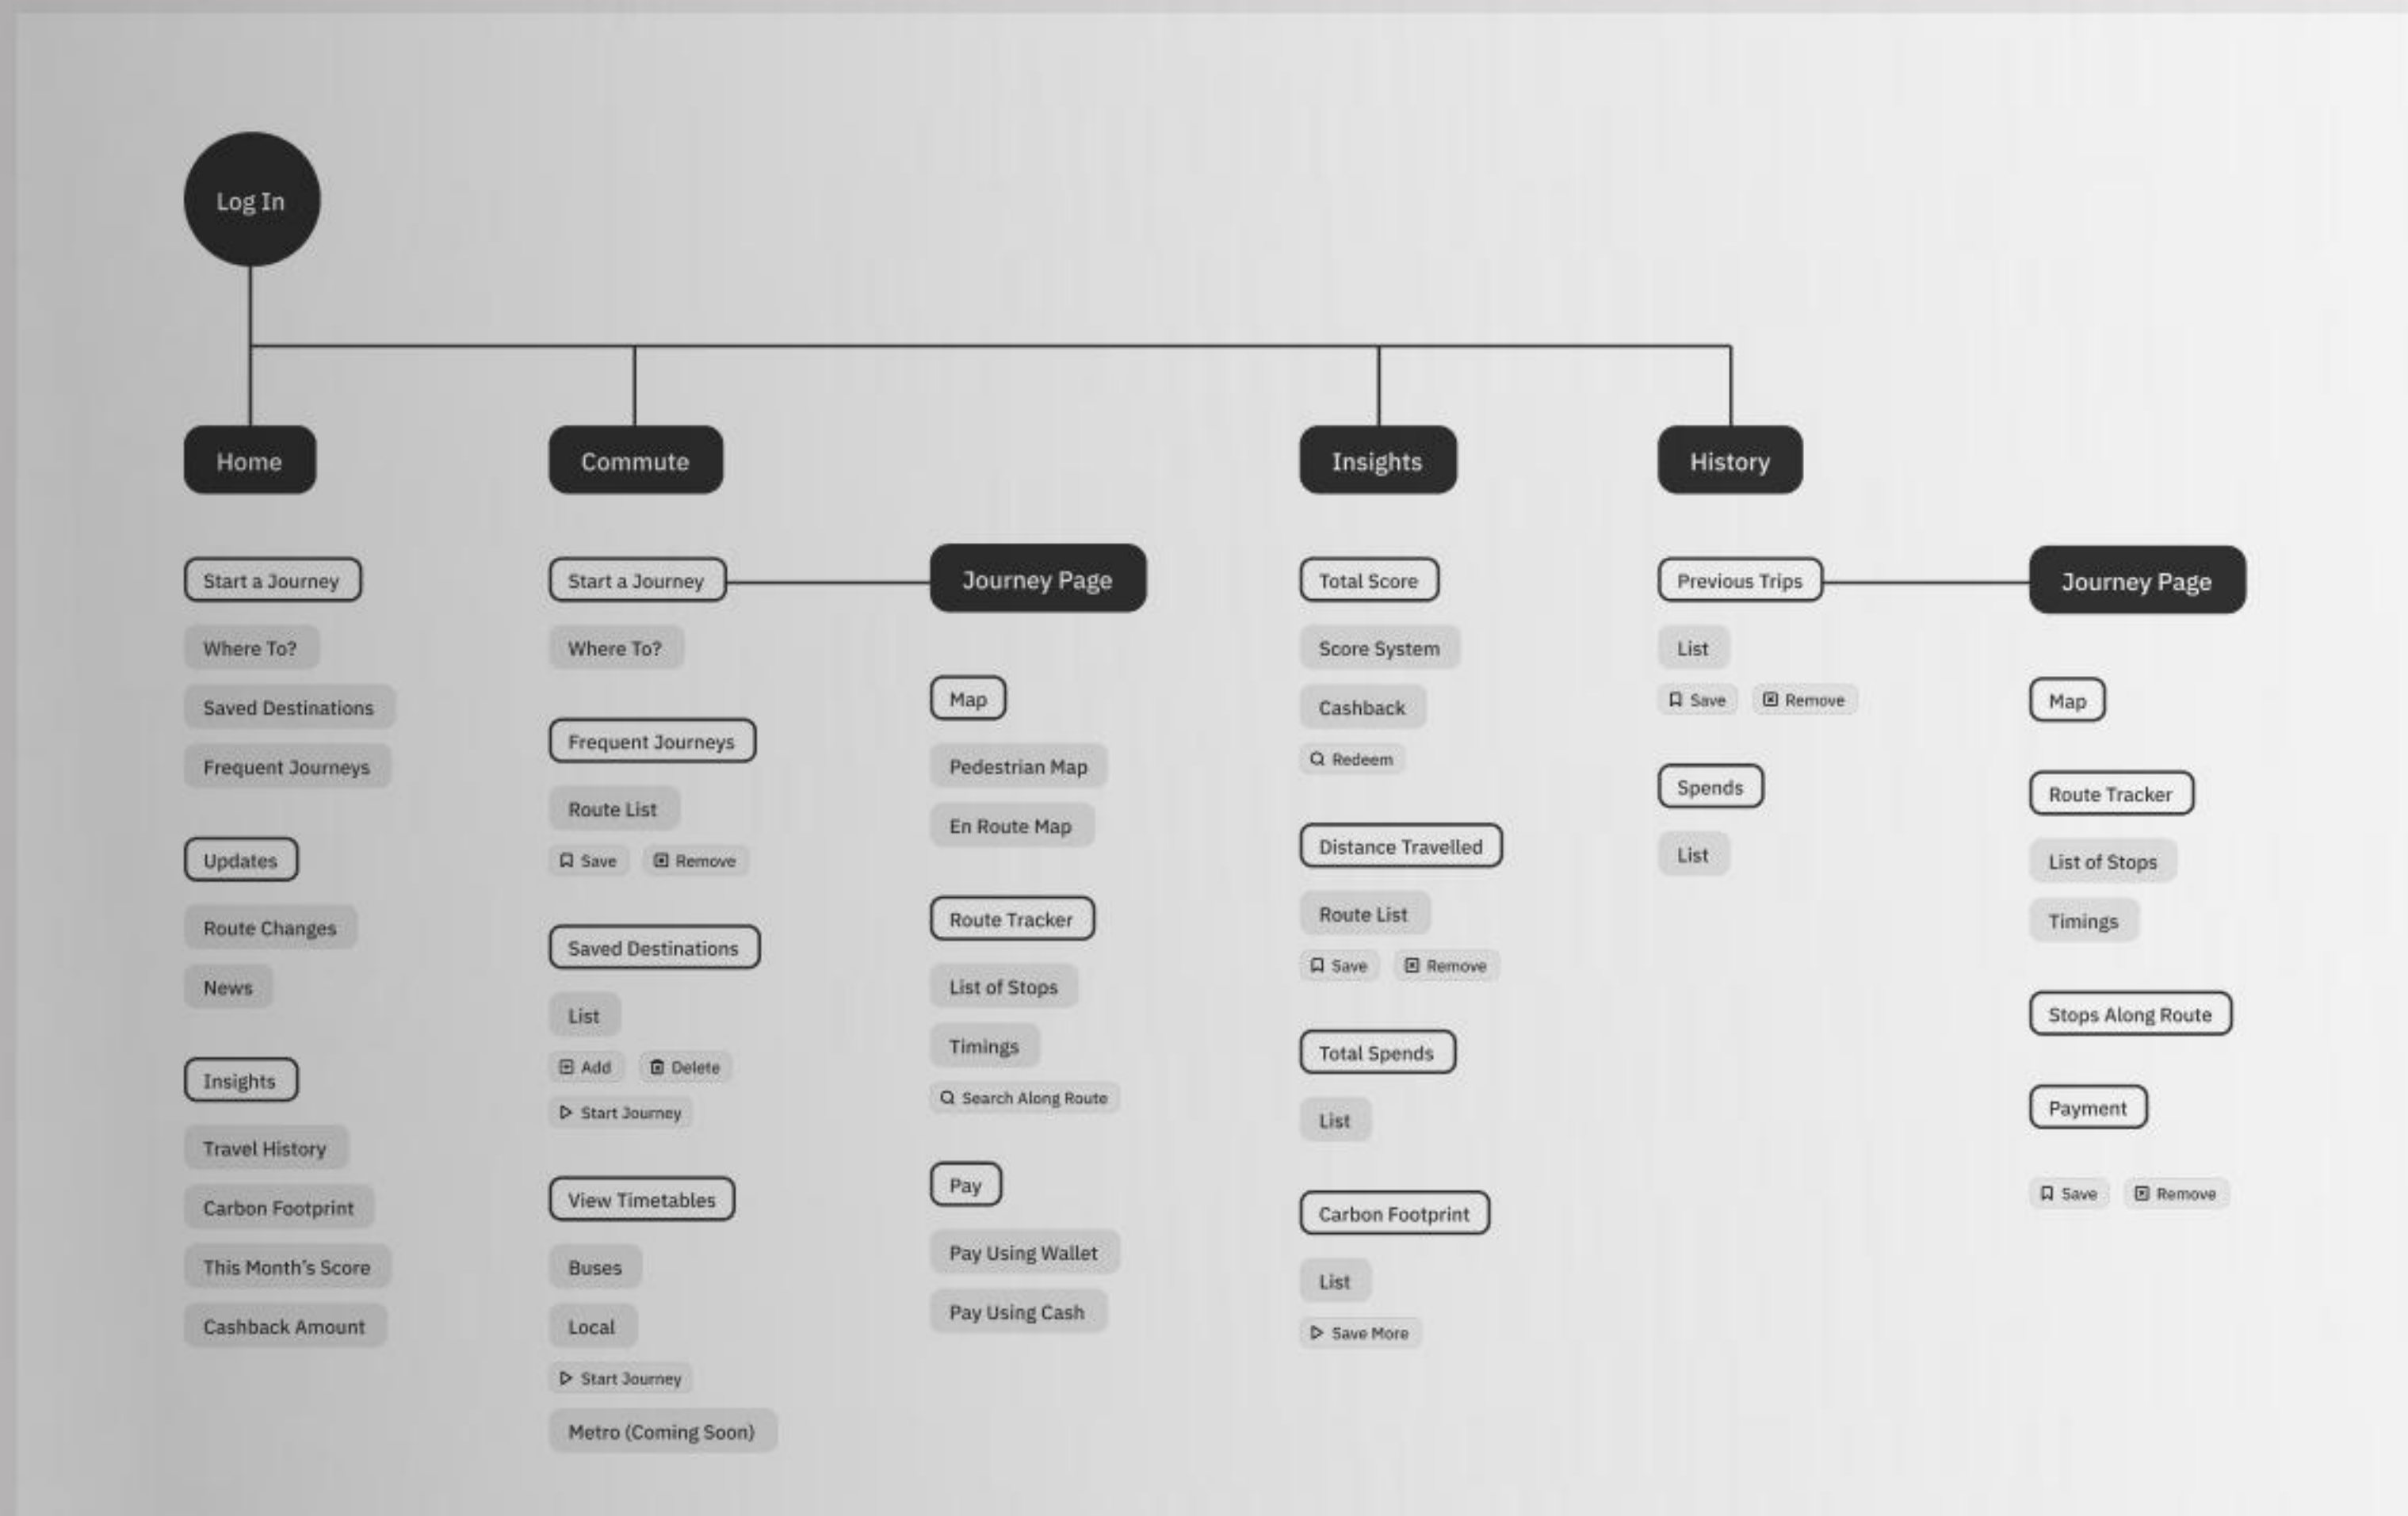 Log In
Home
Commute
Insights
History
Start a Journey
Where To?
Saved Destinations
Frequent Journeys
Updates
Route Changes
News
Insights
Travel History
Carbon Footprint
This Month's Score
Cashback Amount
Start a Journey
Where To?
Frequent Journeys
Route List
Save Remove
Saved Destinations
List
Add Delete
Start Journey
View Timetables
Buses
Local
Start Journey
Metro (Coming Soon)
Journey Page
Map
Pedestrian Map
En Route Map
Route Tracker
List of Stops
Timings
Search Along Route
Pay
Pay Using Wallet
Pay Using Cash
Total Score
Score System
Cashback
Redeem
Distance Travelled
Route List
Save Remove
Total Spends
List
Carbon Footprint
List
Save More
Previous Trips
List
Save Remove
Spends
List
Journey Page
Map
Route Tracker
List of Stops
Timings
Stops Along Route
Payment
Save Remove